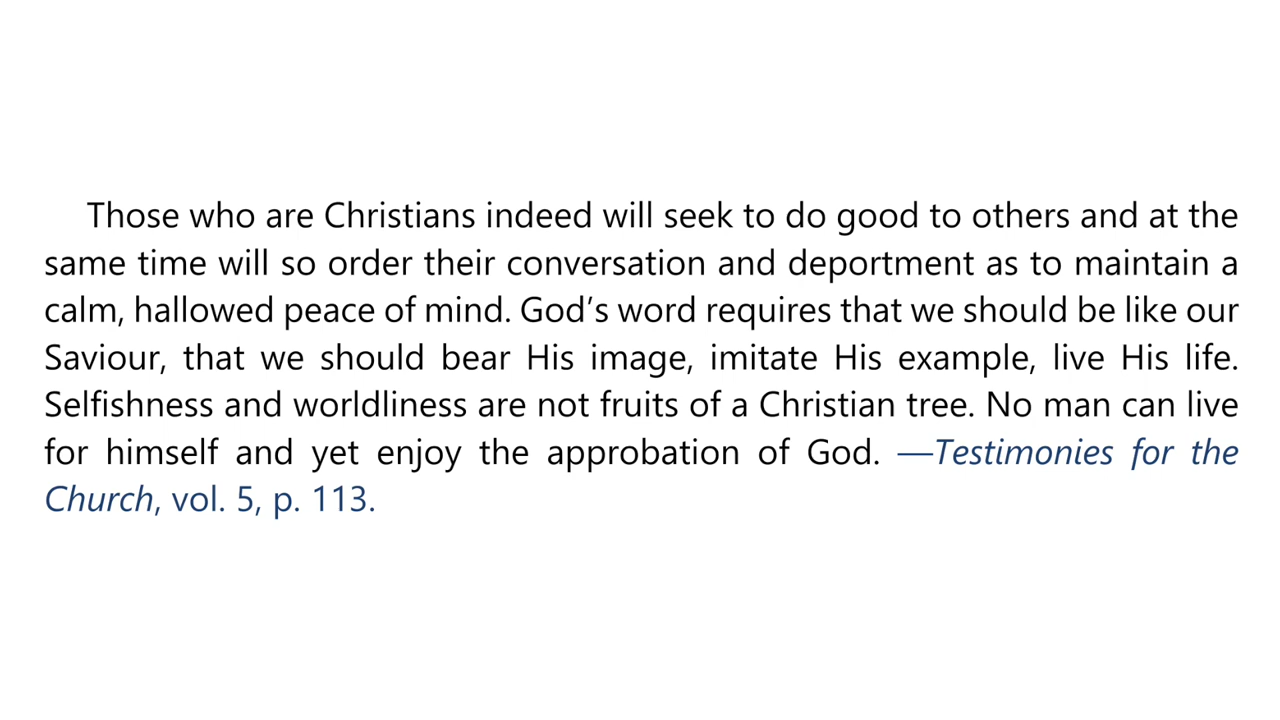 Those who are Christians indeed will seek to do good to others and at the
same time will so order their conversation and deportment as to maintain a
calm, hallowed peace of mind. God’s word requires that we should be like our
Saviour, that we should bear His image, imitate His example, live His life.
Selfishness and worldliness are not fruits of a Christian tree. No man can live
for himself and yet enjoy the approbation of God. —Testimonies for the
Church, vol. 5, p. 113.